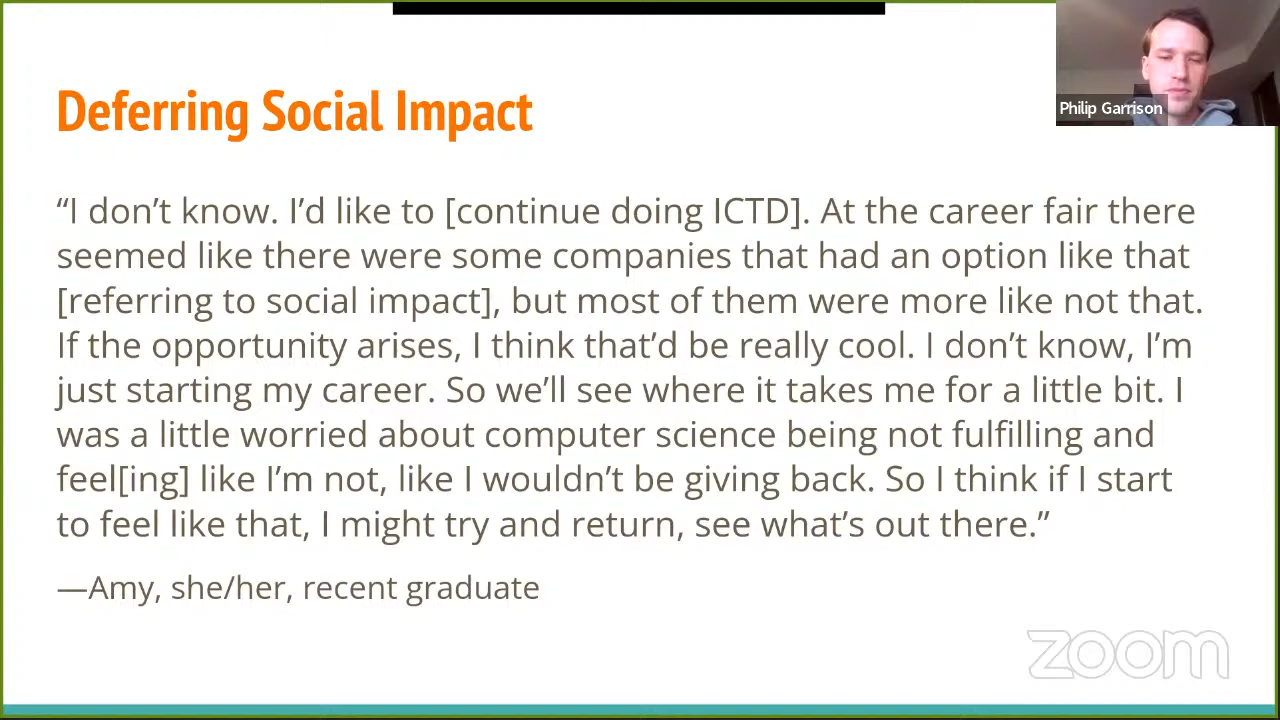 Deferring Social Impact
Philip Garrison
“I don’t know. I’d like to [continue doing ICTD]. At the career fair there
seemed like there were some companies that had an option like that
[referring to social impact], but most of them were more like not that.
If the opportunity arises, I think that’d be really cool. I don’t know, I’m
just starting my career. So we’ll see where it takes me for a little bit. I
was a little worried about computer science being not fulfilling and
feel[ing] like I’m not, like I wouldn’t be giving back. So I think if I start
to feel like that, I might try and return, see what’s out there.”
—Amy, she/her, recent graduate
zoom